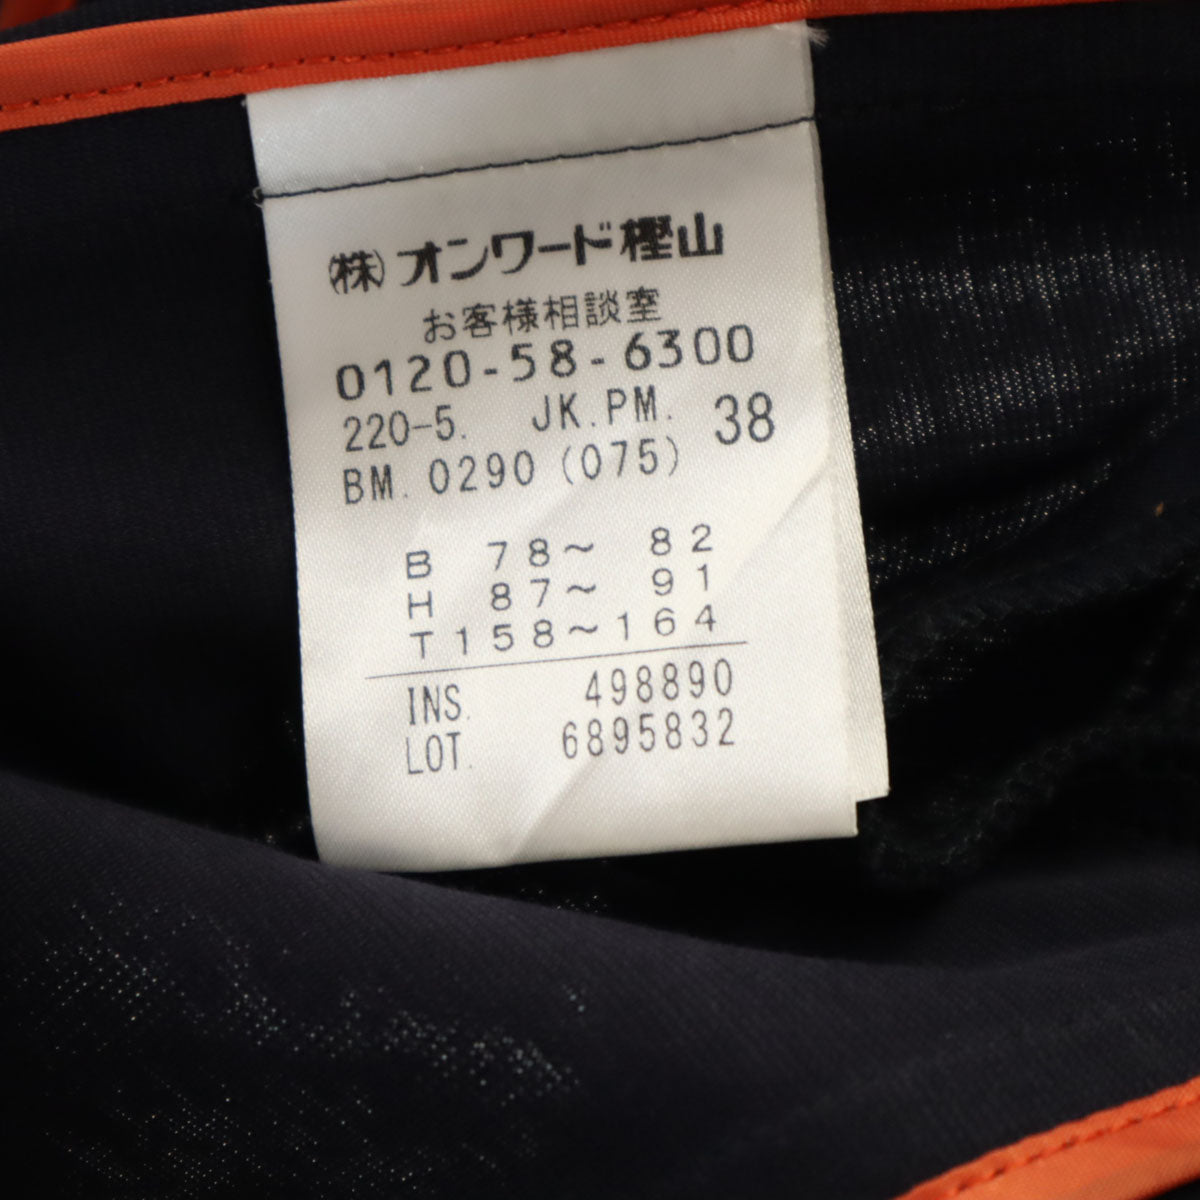 ㈱オンワード樫山
お客様相談室
0120-58-6300
220-5. JK.PM. 38
BM. 0290 (075)
B 78～ 82
H 87～ 91
T158～164
INS. 498890
LOT. 6895832